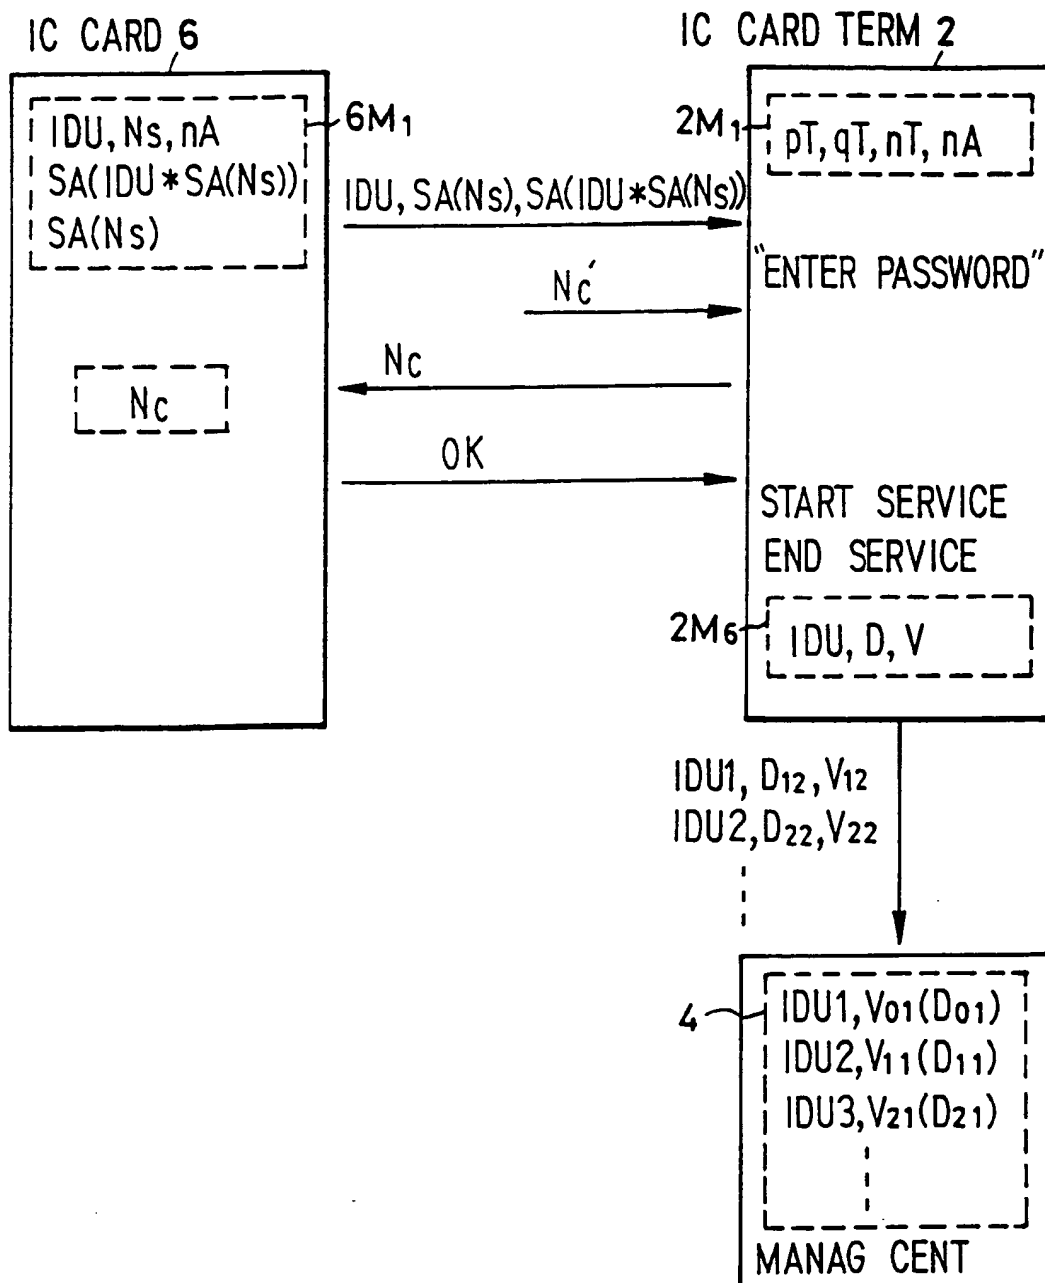 IC CARD 6
IDU, Ns, nA
SA(IDU*SA(Ns))
SA(Ns)
6M1
IDU, SA(Ns), SA(IDU*SA(Ns))
Nc'
Nc
Nc
OK
IC CARD TERM 2
2M1
pT, qT, nT, nA
"ENTER PASSWORD"
START SERVICE
END SERVICE
2M6
IDU, D, V
IDU1, D12, V12
IDU2, D22, V22
4
IDU1, V01(D01)
IDU2, V11(D11)
IDU3, V21(D21)
MANAG CENT